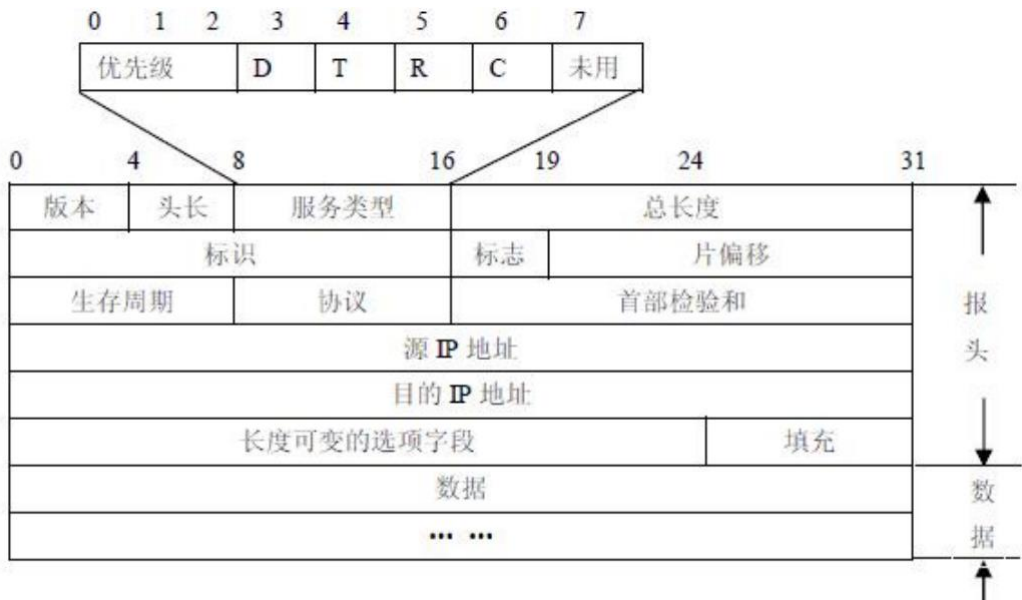 0 1 2 3 4 5 6 7
优先级 D T R C 未用
0 4 8 16 19 24 31
版本 头长 服务类型 总长度
标识 标志 片偏移
生存周期 协议 首部检验和
源 IP 地址
目的 IP 地址
长度可变的选项字段 填充
数据
… …
报
头
数
据